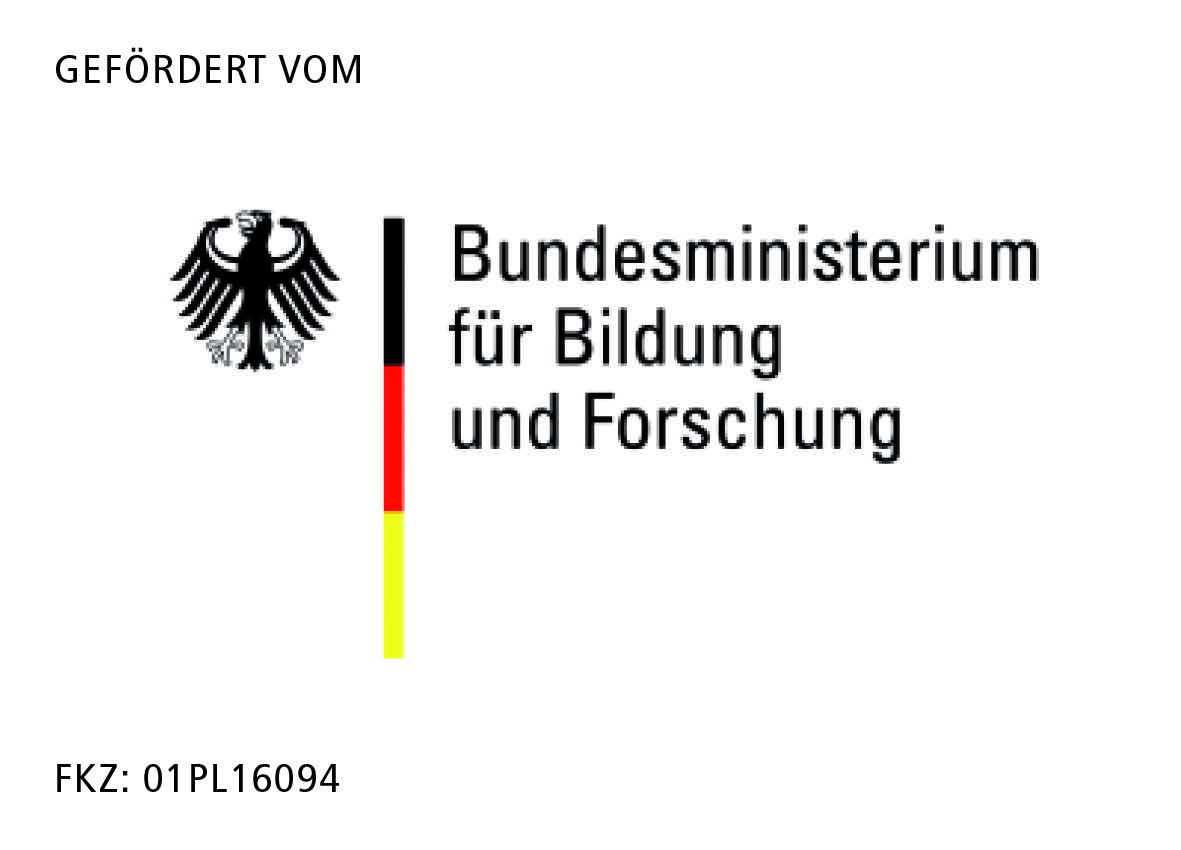 GEFÖRDERT VOM
Bundesministerium
für Bildung
und Forschung
FKZ: 01PL16094